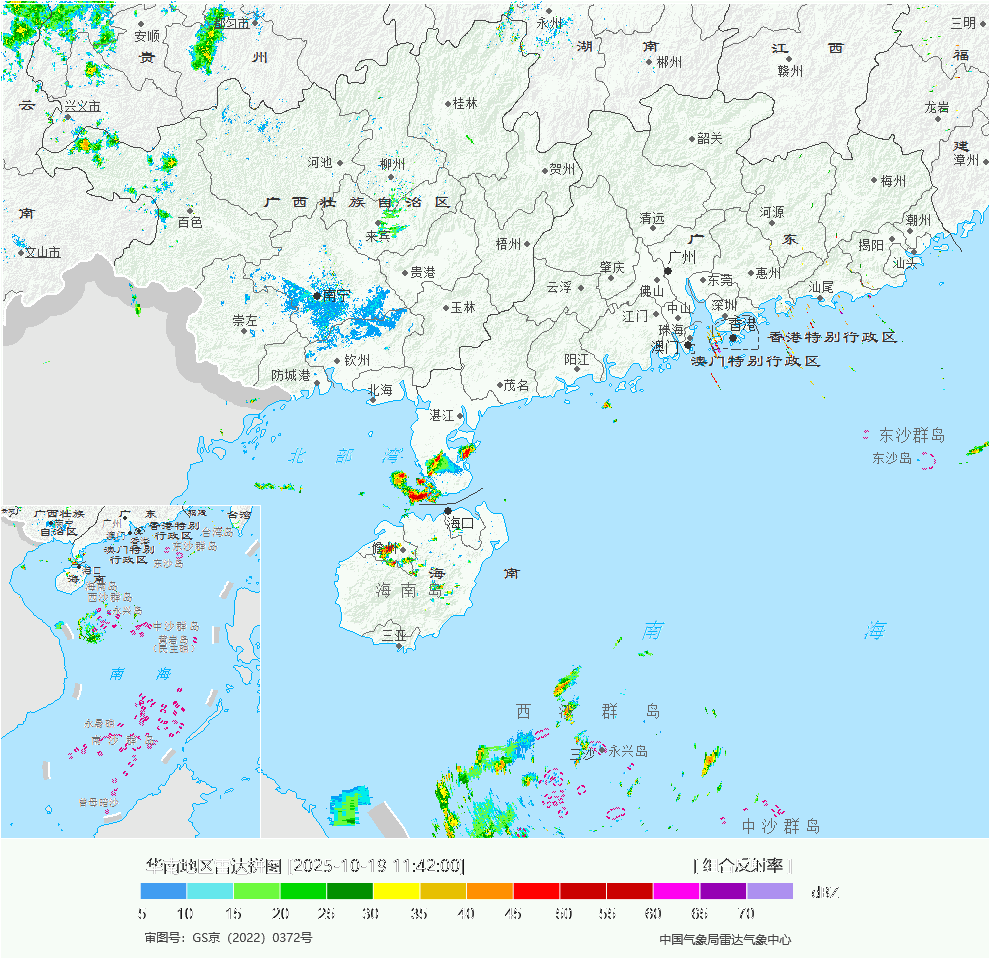 都匀市
永州
三明
安顺
湖 南
江 西
贵 州
郴州
赣州
福
云
兴义市
桂林
龙岩
韶关
建
河池
柳州
贺州
漳州
梅州
广 西 壮 族 自 治 区
南
百色
来宾
清远
河源
潮州
梧州
广 东
揭阳
文山市
广州
汕头
贵港
肇庆
惠州
云浮
东莞
南宁
佛山
汕尾
玉林
江门
中山
深圳
崇左
珠海
香港
香港特别行政区
澳门
钦州
阳江
澳门特别行政区
防城港
茂名
北海
湛江
东沙群岛
北 部 湾
东沙岛
海口
儋州
海 南
海 南 岛
三亚
南 海
西 沙 群 岛
三沙
永兴岛
中沙群岛
广西壮族
自治区
广 东
台湾
广州
香港特别
行政区
台湾岛
澳门
澳门特别
行政区
东沙群岛
东沙岛
海口
海 南
海南岛
西沙群岛
永兴岛
中沙群岛
黄岩岛
南 海
南 沙 群 岛
曾母暗沙
华南地区雷达拼图 [2025-10-19 11:42:00]
[组合反射率]
dBZ
5 10 15 20 25 30 35 40 45 50 55 60 65 70
审图号：GS京（2022）0372号
中国气象局雷达气象中心